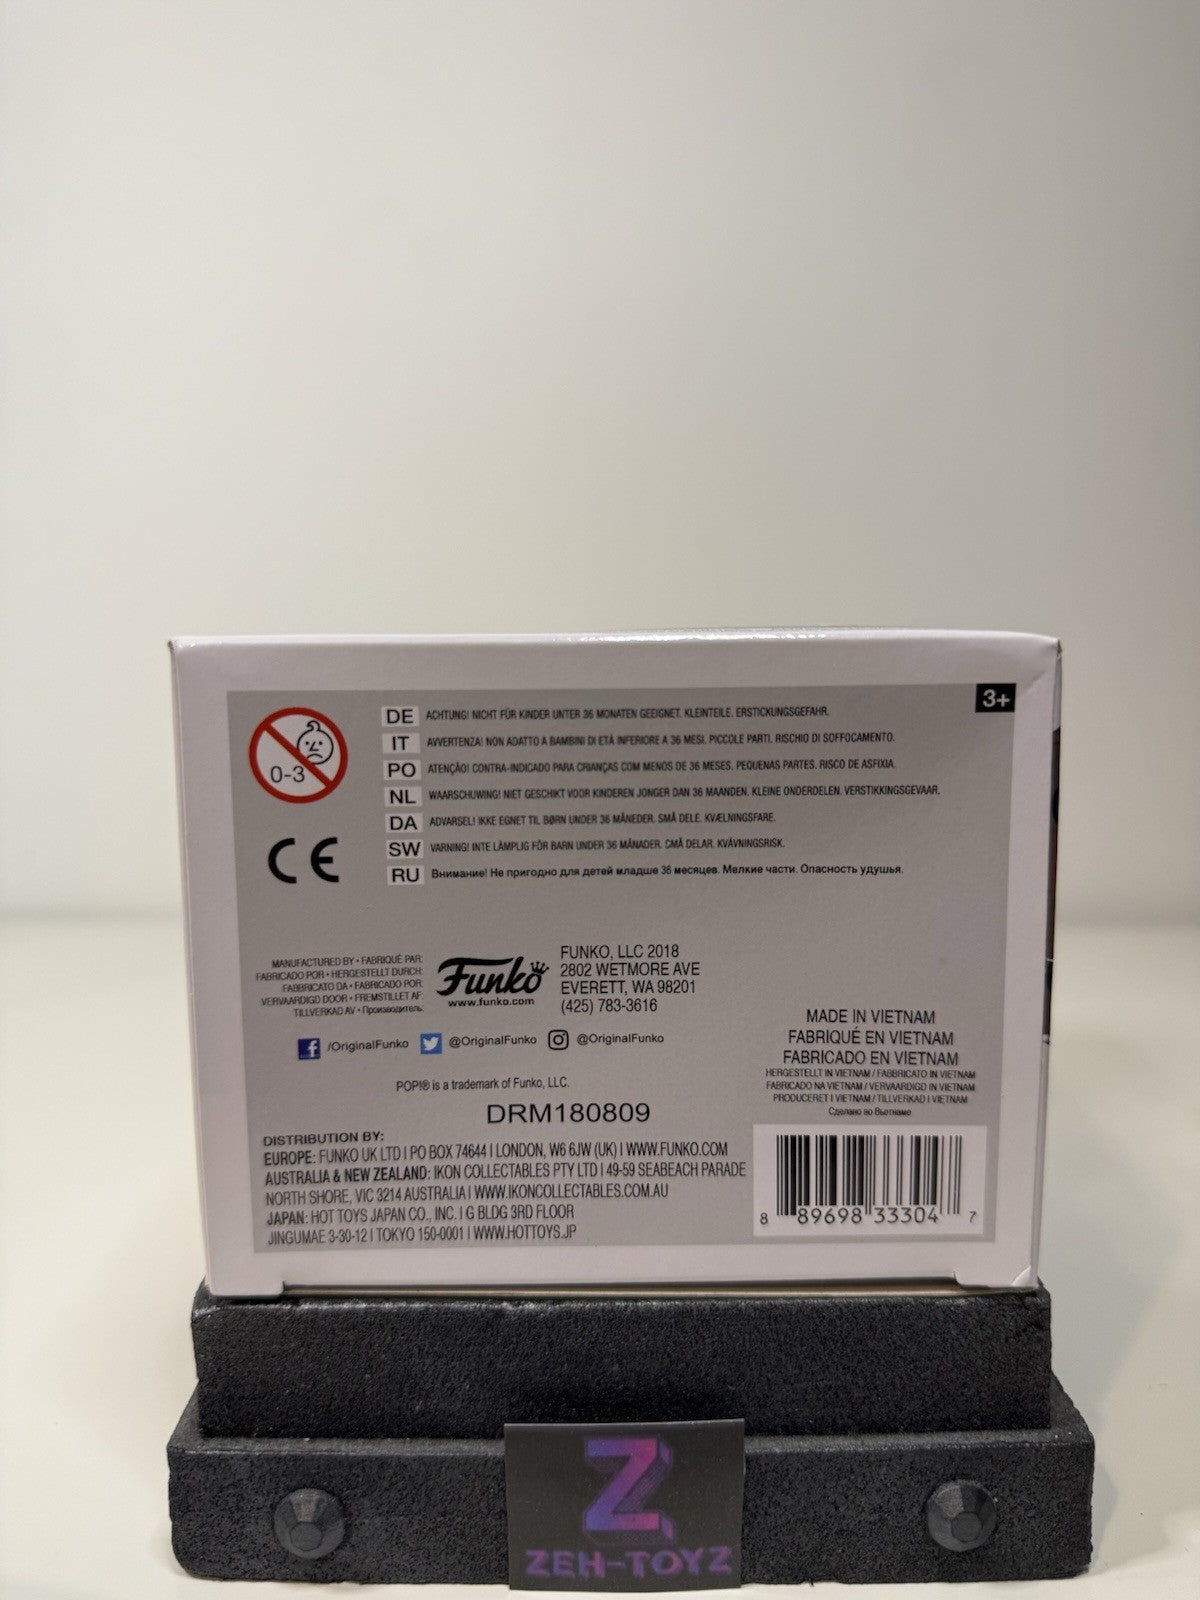 3+
0-3
DE ACHTUNG! NICHT FÜR KINDER UNTER 36 MONATEN GEEIGNET. KLEINTEILE. ERSTICKUNGSGEFAHR.
IT AVVERTENZA! NON ADATTO A BAMBINI DI ETÀ INFERIORE A 36 MESI. PICCOLE PARTI. RISCHIO DI SOFFOCAMENTO.
PO ATENÇÃO! CONTRA-INDICADO PARA CRIANÇAS COM MENOS DE 36 MESES. PEQUENAS PARTES. RISCO DE ASFIXIA.
NL WAARSCHUWING! NIET GESCHIKT VOOR KINDEREN JONGER DAN 36 MAANDEN. KLEINE ONDERDELEN. VERSTIKKINGSGEVAAR.
DA ADVARSEL! IKKE EGNET TIL BØRN UNDER 36 MÅNEDER. SMÅ DELE. KVÆLNINGSFARE.
SW VARNING! INTE LÄMPLIG FÖR BARN UNDER 36 MÅNADER. CMÅ DELAR. KVÄVNINGSRISK.
RU Внимание! Не пригодно для детей младше 36 месяцев. Мелкие части. Опасность удушья.
CE
MANUFACTURED BY • FABRIQUÉ PAR:
FABRICADO POR • HERGESTELLT DURCH:
FABBRICATO DA • FABRICADO POR:
VERVAARDIGD DOOR • FREMSTILLET AF:
TILLVERKAD AV • Производитель:
Funko
www.funko.com
FUNKO, LLC 2018
2802 WETMORE AVE
EVERETT, WA 98201
(425) 783-3616
/OriginalFunko @OriginalFunko @OriginalFunko
POP!® is a trademark of Funko, LLC.
DRM180809
DISTRIBUTION BY:
EUROPE: FUNKO UK LTD | PO BOX 74644 | LONDON, W6 6JW (UK) | WWW.FUNKO.COM
AUSTRALIA & NEW ZEALAND: IKON COLLECTABLES PTY LTD | 49-59 SEABEACH PARADE
NORTH SHORE, VIC 3214 AUSTRALIA | WWW.IKONCOLLECTABLES.COM.AU
JAPAN: HOT TOYS JAPAN CO., INC. | G BLDG 3RD FLOOR
JINGUMAE 3-30-12 | TOKYO 150-0001 | WWW.HOTTOYS.JP
MADE IN VIETNAM
FABRIQUÉ EN VIETNAM
FABRICADO EN VIETNAM
HERGESTELLT IN VIETNAM / FABBRICATO IN VIETNAM
FABRICADO NA VIETNAM / VERVAARDIGD IN VIETNAM
PRODUCERET I VIETNAM / TILLVERKAD I VIETNAM
Сделано во Вьетнаме
8 89698 33304 7
Z
ZEH-TOYZ